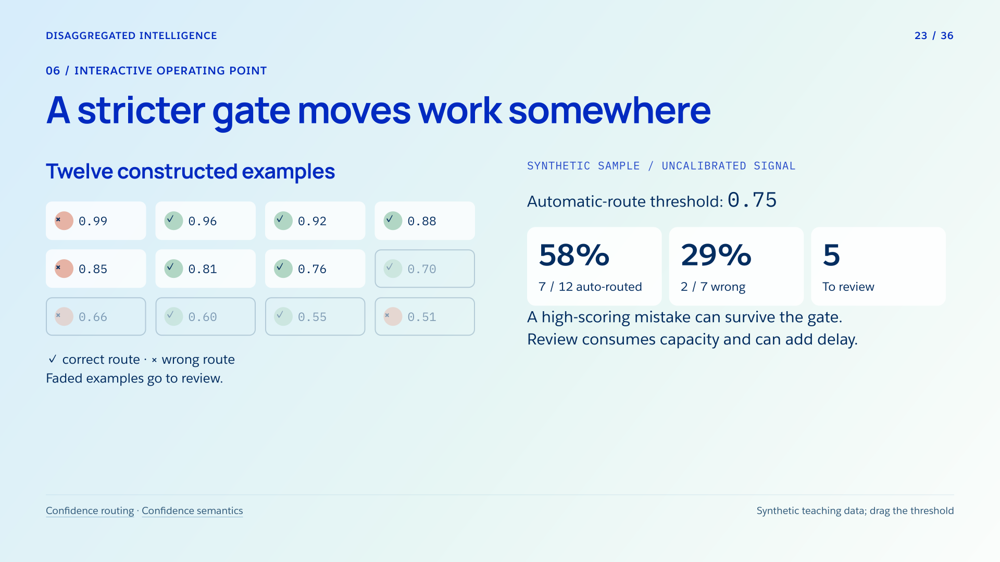 DISAGGREGATED INTELLIGENCE
23 / 36
06 / INTERACTIVE OPERATING POINT
A stricter gate moves work somewhere
Twelve constructed examples
× 0.99
✓ 0.96
✓ 0.92
✓ 0.88
× 0.85
✓ 0.81
✓ 0.76
✓ 0.70
× 0.66
✓ 0.60
✓ 0.55
× 0.51
✓ correct route · × wrong route
Faded examples go to review.
SYNTHETIC SAMPLE / UNCALIBRATED SIGNAL
Automatic-route threshold: 0.75
58%
7 / 12 auto-routed
29%
2 / 7 wrong
5
To review
A high-scoring mistake can survive the gate.
Review consumes capacity and can add delay.
Confidence routing · Confidence semantics
Synthetic teaching data; drag the threshold